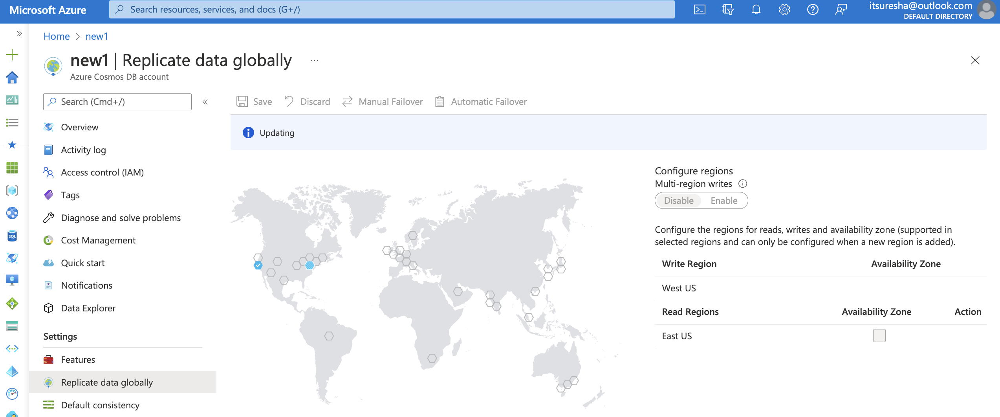 Microsoft Azure
Search resources, services, and docs (G+/)
itsuresha@outlook.com
DEFAULT DIRECTORY
Home > new1
new1 | Replicate data globally ...
Azure Cosmos DB account
Search (Cmd+/)
Save Discard Manual Failover Automatic Failover
Updating
Overview
Activity log
Access control (IAM)
Tags
Diagnose and solve problems
Cost Management
Quick start
Notifications
Data Explorer
Settings
Features
Replicate data globally
Default consistency
SQL
Configure regions
Multi-region writes
Disable Enable
Configure the regions for reads, writes and availability zone (supported in
selected regions and can only be configured when a new region is added).
Write Region Availability Zone
West US
Read Regions Availability Zone Action
East US